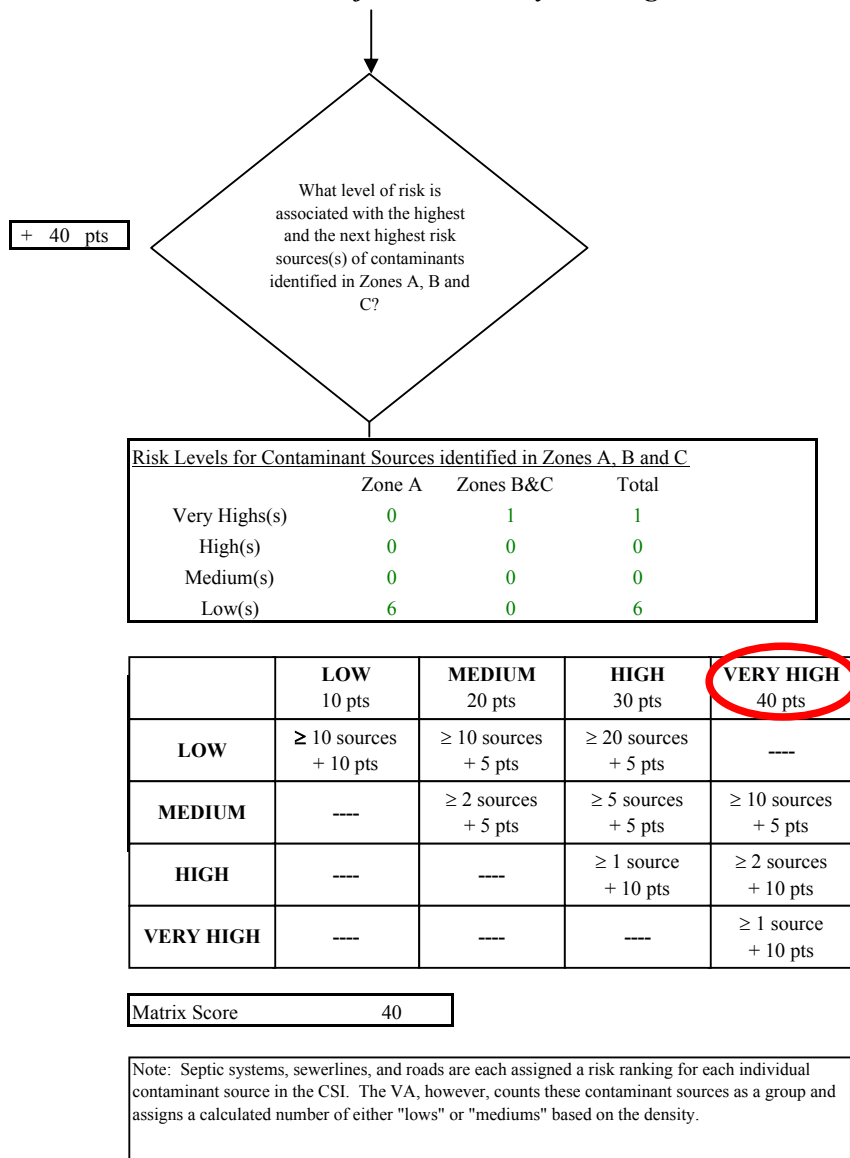 What level of risk is
associated with the highest
and the next highest risk
sources(s) of contaminants
identified in Zones A, B and
C?
+ 40 pts
Risk Levels for Contaminant Sources identified in Zones A, B and C
Zone A Zones B&C Total
Very Highs(s) 0 1 1
High(s) 0 0 0
Medium(s) 0 0 0
Low(s) 6 0 6
LOW MEDIUM HIGH VERY HIGH
10 pts 20 pts 30 pts 40 pts
LOW ≥ 10 sources ≥ 10 sources ≥ 20 sources ----
+ 10 pts + 5 pts + 5 pts
MEDIUM ---- ≥ 2 sources ≥ 5 sources ≥ 10 sources
+ 5 pts + 5 pts + 5 pts
HIGH ---- ---- ≥ 1 source ≥ 2 sources
+ 10 pts + 10 pts
VERY HIGH ---- ---- ---- ≥ 1 source
+ 10 pts
Matrix Score 40
Note: Septic systems, sewerlines, and roads are each assigned a risk ranking for each individual
contaminant source in the CSI. The VA, however, counts these contaminant sources as a group and
assigns a calculated number of either "lows" or "mediums" based on the density.